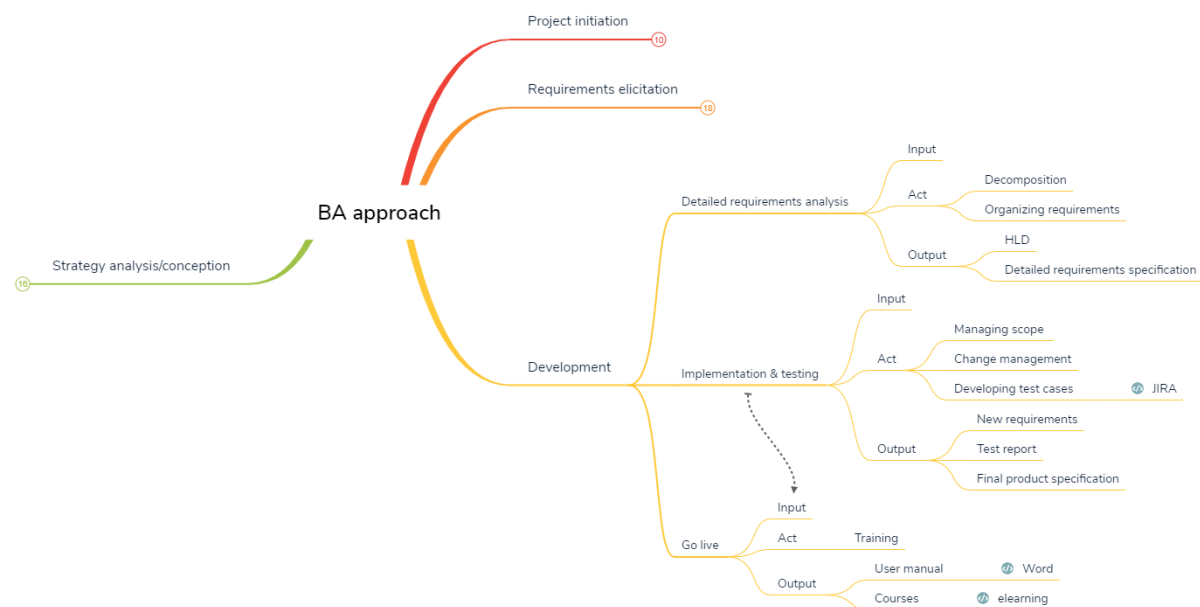 Project initiation
10
Requirements elicitation
18
BA approach
Strategy analysis/conception
16
Development
Detailed requirements analysis
Input
Act
Decomposition
Organizing requirements
Output
HLD
Detailed requirements specification
Implementation & testing
Input
Act
Managing scope
Change management
Developing test cases
JIRA
Output
New requirements
Test report
Final product specification
Go live
Input
Act
Training
Output
User manual
Word
Courses
elearning